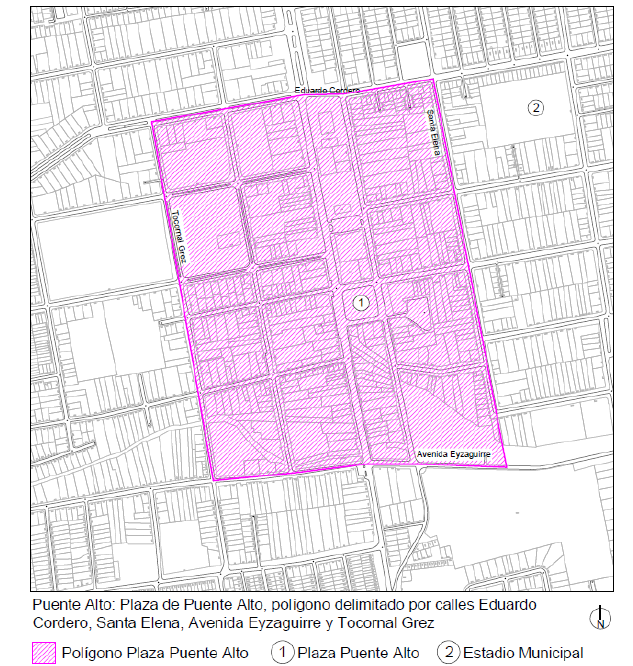 Eduardo Cordero
Santa Elena
2
Tocornal Grez
1
Avenida Eyzaguirre
Puente Alto: Plaza de Puente Alto, polígono delimitado por calles Eduardo
Cordero, Santa Elena, Avenida Eyzaguirre y Tocornal Grez
N
Polígono Plaza Puente Alto 1 Plaza Puente Alto 2 Estadio Municipal